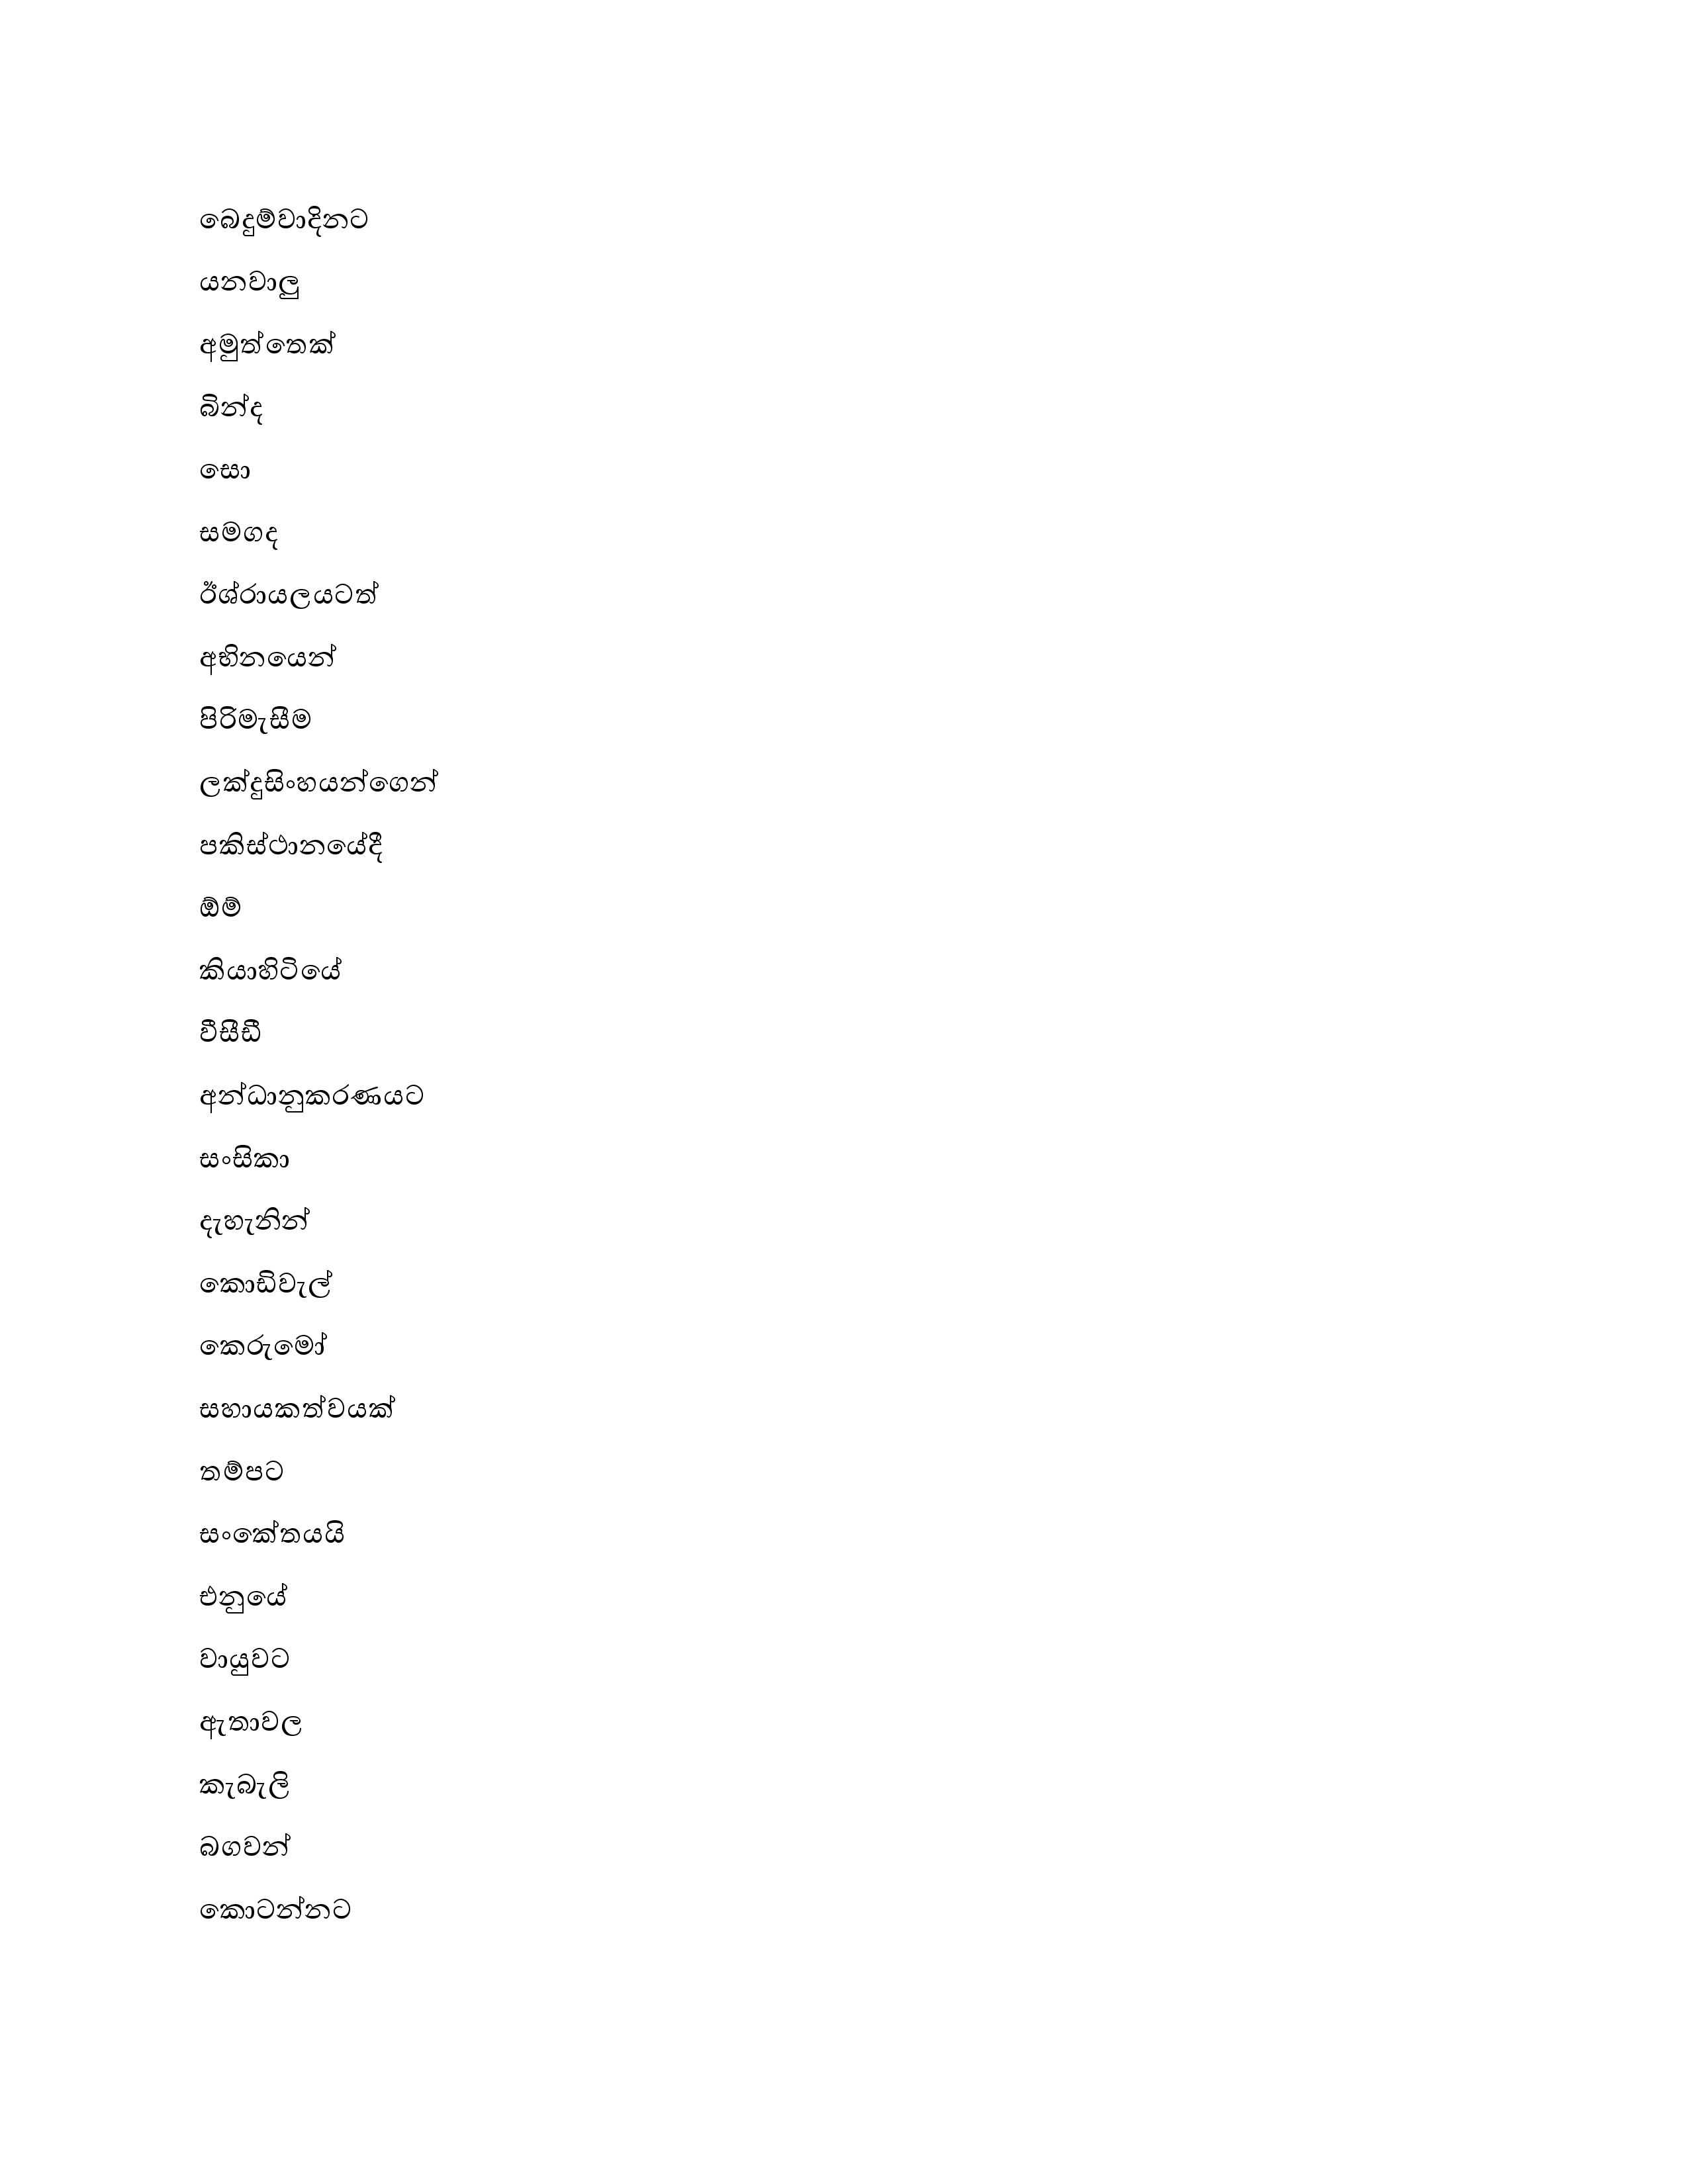 බෙදුම්වාදිනට
යනවාලු
අමුත්තෙක්
බින්ද
සො
සමගද
ඊශ්රායලයටත්
අභිනයෙන්
පිරිමැසීම
ලක්දුසිංහයන්ගෙන්
පකිස්ථානයේදී
ඕම්
කියාහිටියේ
වීසීඩී
අන්ධානුකරණයට
සංසිකා
දැහැනින්
කොඩිවැල්
කෙරුමෝ
සහායකත්වයක්
තම්පට
සංකේතයයි
එනුයේ
වායුවට
ඇතාවල
කැබැලි
බගවන්
කොටන්නට